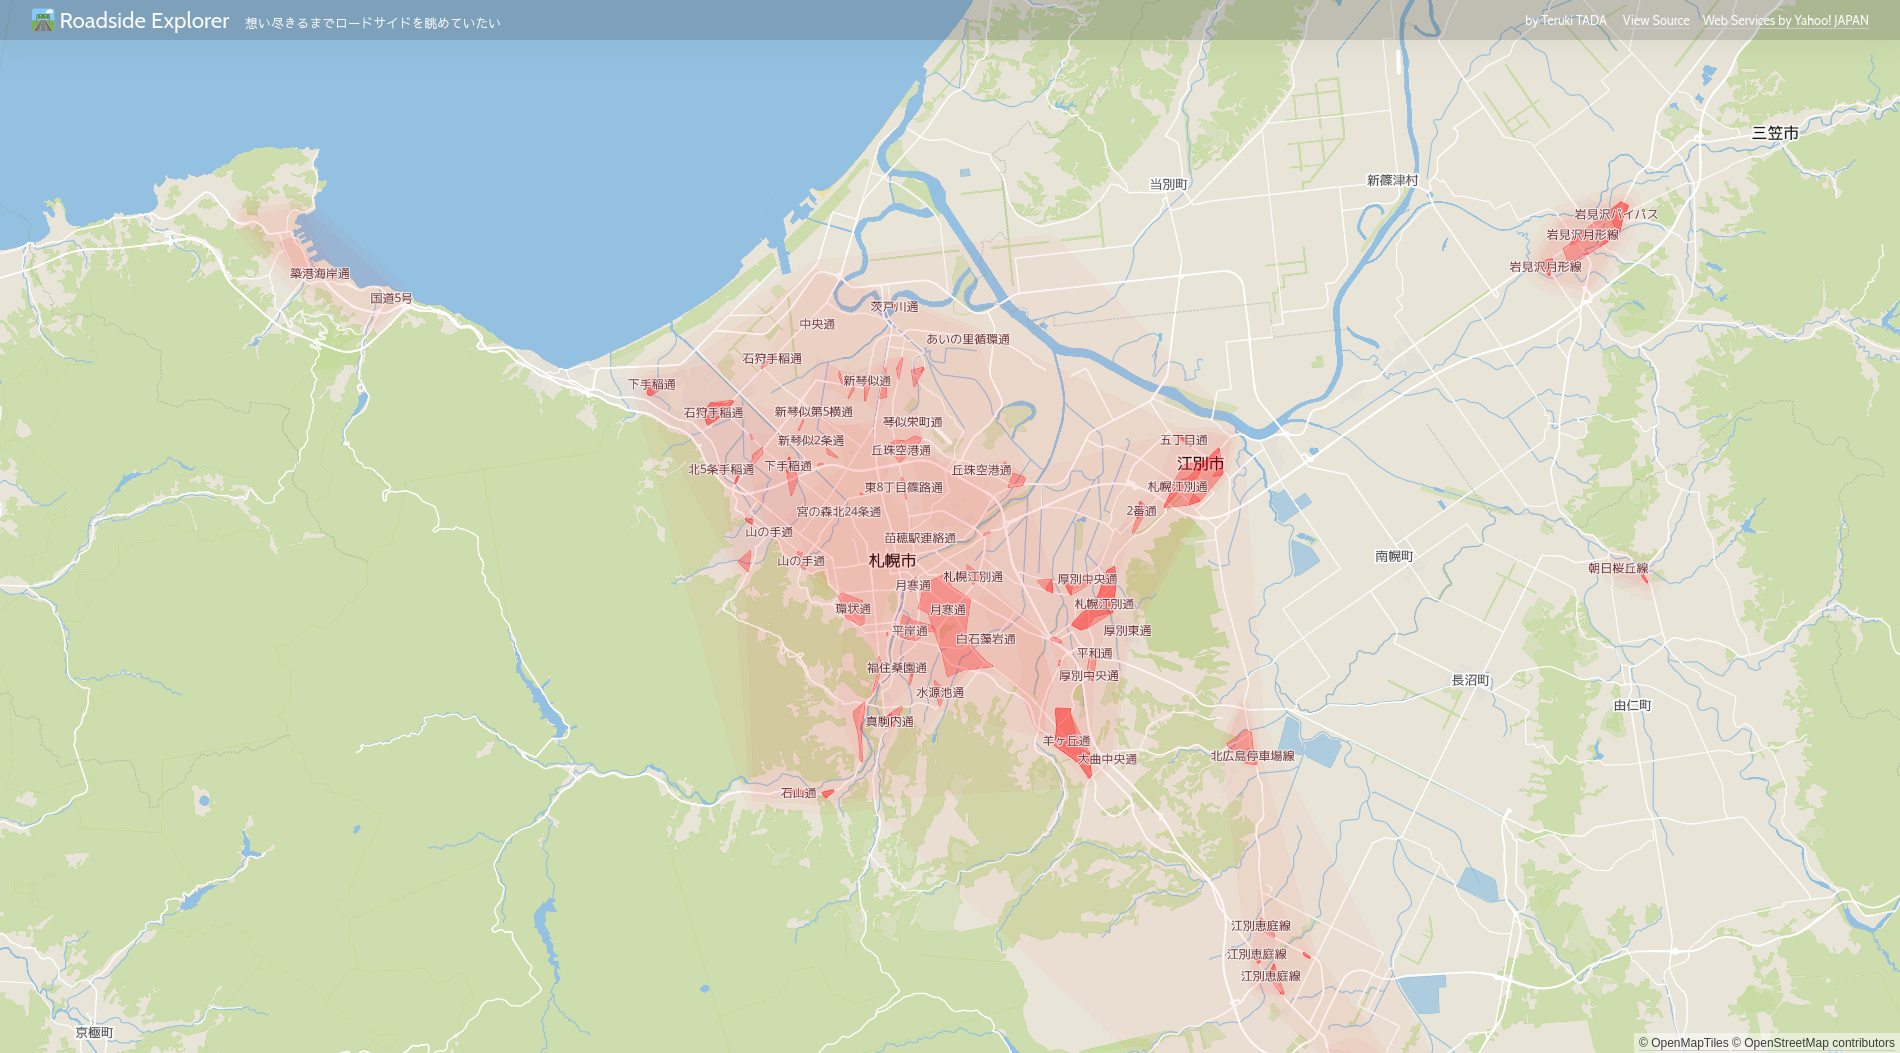 Roadside Explorer 想い尽きるまでロードサイドを眺めていたい by Teruki TADA View Source Web Services by Yahoo! JAPAN
三笠市
新篠津村
当別町
岩見沢バイパス
岩見沢月形線
岩見沢月形線
築港海岸通
国道5号
茨戸川通
中央通
あいの里循環通
石狩手稲通
新琴似通
下手稲通
石狩手稲通
新琴似第5横通
琴似栄町通
新琴似2条通
五丁目通
丘珠空港通
江別市
北5条手稲通
下手稲通
丘珠空港通
東8丁目篠路通
札幌江別通
宮の森北24条通
2番通
山の手通
苗穂駅連絡通
山の手通
札幌市
南幌町
朝日桜丘線
月寒通
札幌江別通
厚別中央通
環状通
月寒通
札幌江別通
平岸通
白石藻岩通
厚別東通
平和通
福住桑園通
厚別中央通
長沼町
水源池通
由仁町
真駒内通
羊ヶ丘通
大曲中央通
北広島停車場線
石山通
江別恵庭線
江別恵庭線
江別恵庭線
京極町
© OpenMapTiles © OpenStreetMap contributors